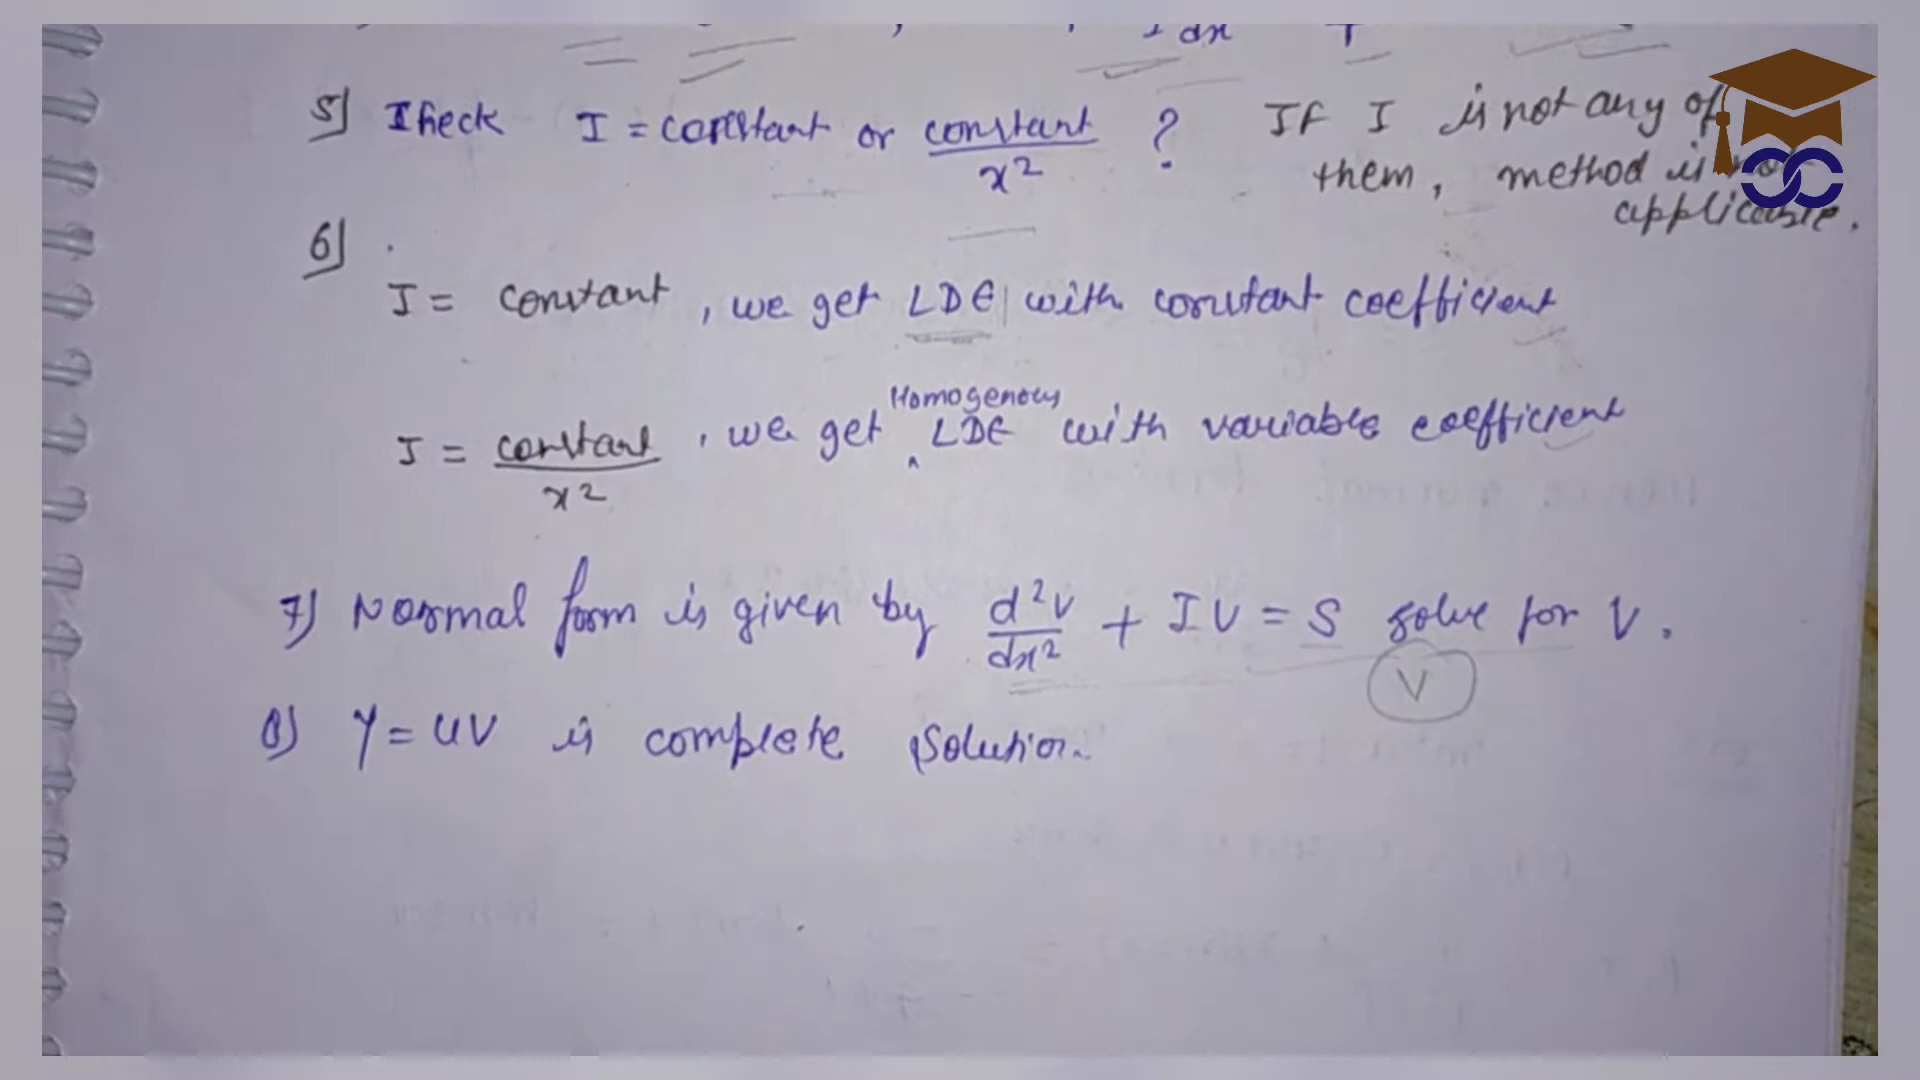 dx
5] Check I = constant or constant/x² ? If I is not any of
them, method is not
applicable.
6]
I = constant, we get LDE with constant coefficient
Homogenous
I = constant/x², we get ‸ LDE with variable coefficient
7) Normal form is given by d²v/dx² + IV = S solve for V.
V
8) y = uv is complete solution.